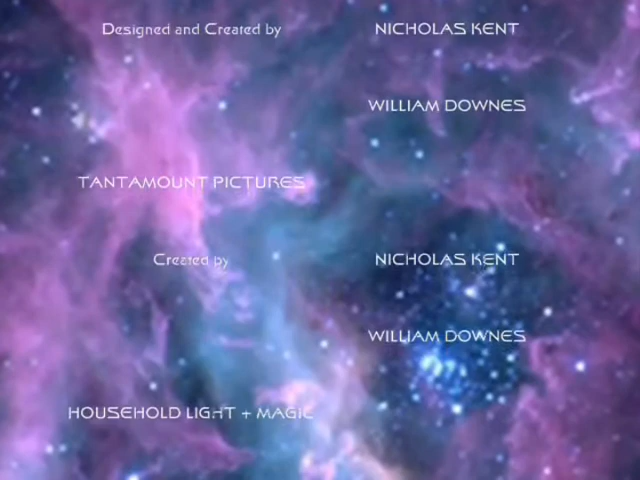 Designed and Created by NICHOLAS KENT
WILLIAM DOWNES
TANTAMOUNT PICTURES
Created by NICHOLAS KENT
WILLIAM DOWNES
HOUSEHOLD LIGHT + MAGIC